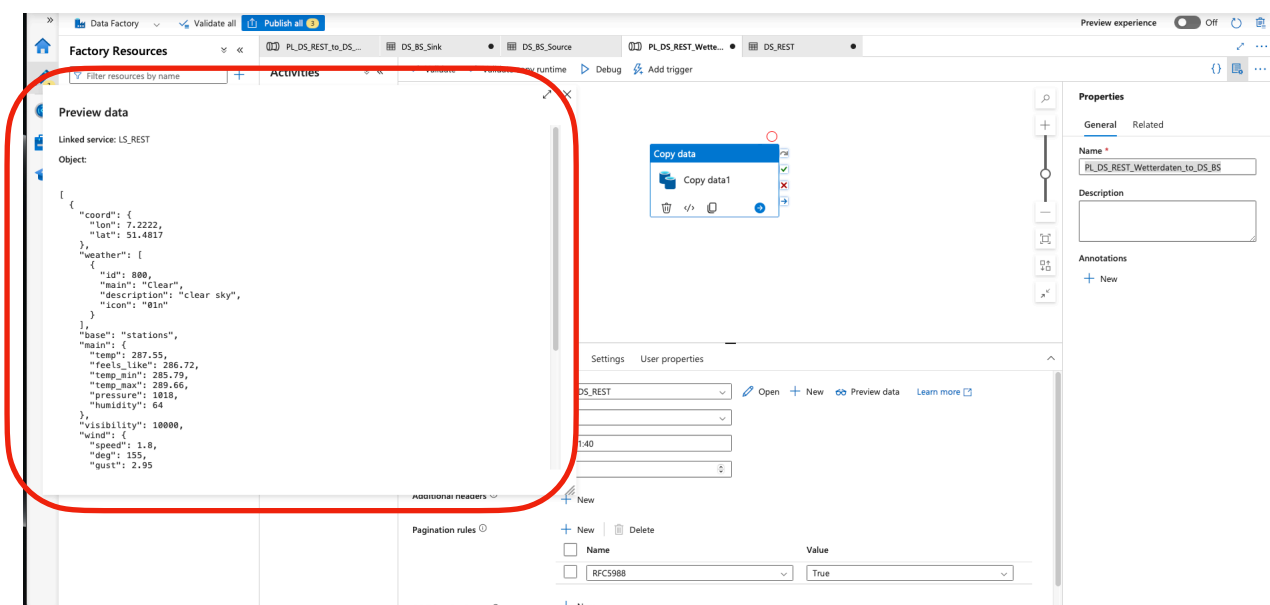 » Data Factory Validate all Publish all 3 Preview experience Off
Factory Resources PL_DS_REST_to_DS_... DS_BS_Sink DS_BS_Source PL_DS_REST_Wette... DS_REST
Filter resources by name Activities Validate runtime Debug Add trigger {}
Preview data
Linked service: LS_REST
Object:
[
{
"coord": {
"lon": 7.2222,
"lat": 51.4817
},
"weather": [
{
"id": 800,
"main": "Clear",
"description": "clear sky",
"icon": "01n"
}
],
"base": "stations",
"main": {
"temp": 287.55,
"feels_like": 286.72,
"temp_min": 285.79,
"temp_max": 289.66,
"pressure": 1018,
"humidity": 64
},
"visibility": 10000,
"wind": {
"speed": 1.8,
"deg": 155,
"gust": 2.95
Copy data
Copy data1
Settings User properties
DS_REST Open New Preview data Learn more
1:40
Additional headers New
Pagination rules New Delete
Name Value
RFC5988 True
Properties
General Related
Name *
PL_DS_REST_Wetterdaten_to_DS_BS
Description
Annotations
New